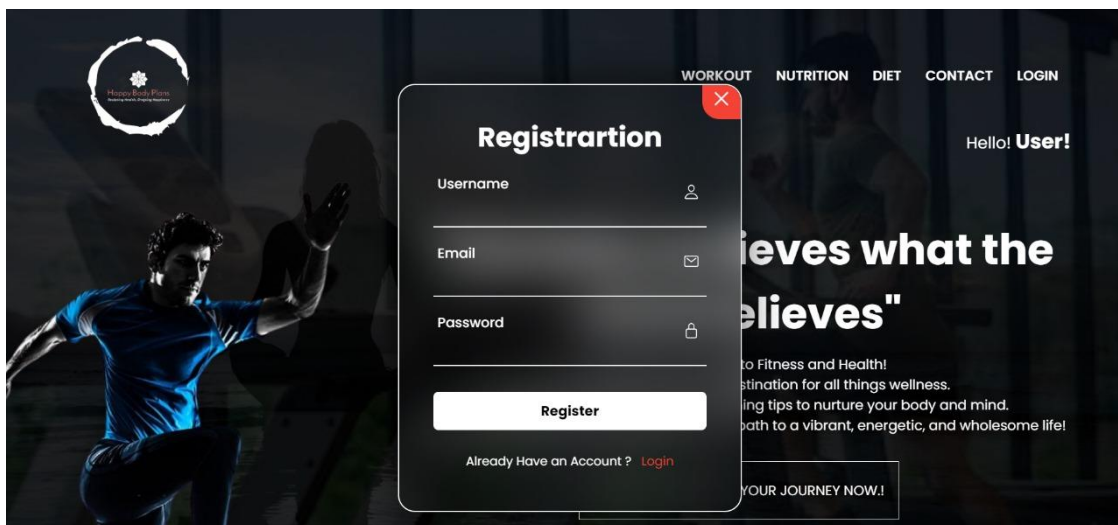 Happy Body Plans
WORKOUT NUTRITION DIET CONTACT LOGIN
Hello! User!
Registrartion
Username
Email
Password
Register
Already Have an Account ? Login
ieves what the
elieves"
to Fitness and Health!
stination for all things wellness.
ing tips to nurture your body and mind.
path to a vibrant, energetic, and wholesome life!
YOUR JOURNEY NOW.!